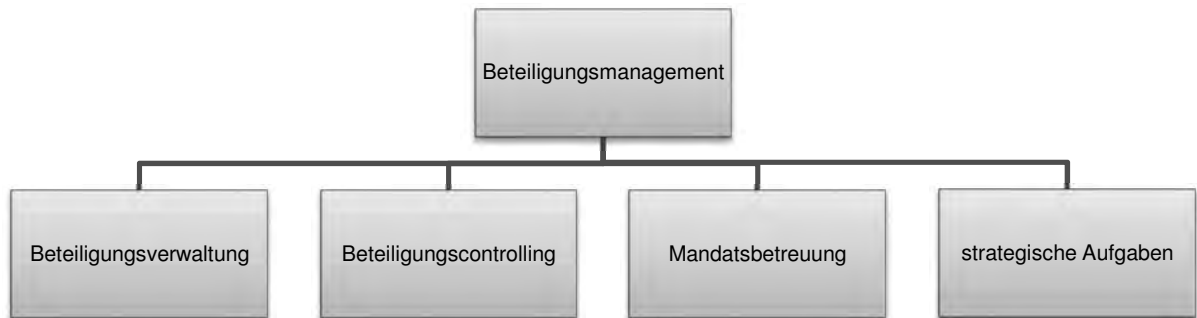 Beteiligungsmanagement
Beteiligungsverwaltung
Beteiligungscontrolling
Mandatsbetreuung
strategische Aufgaben